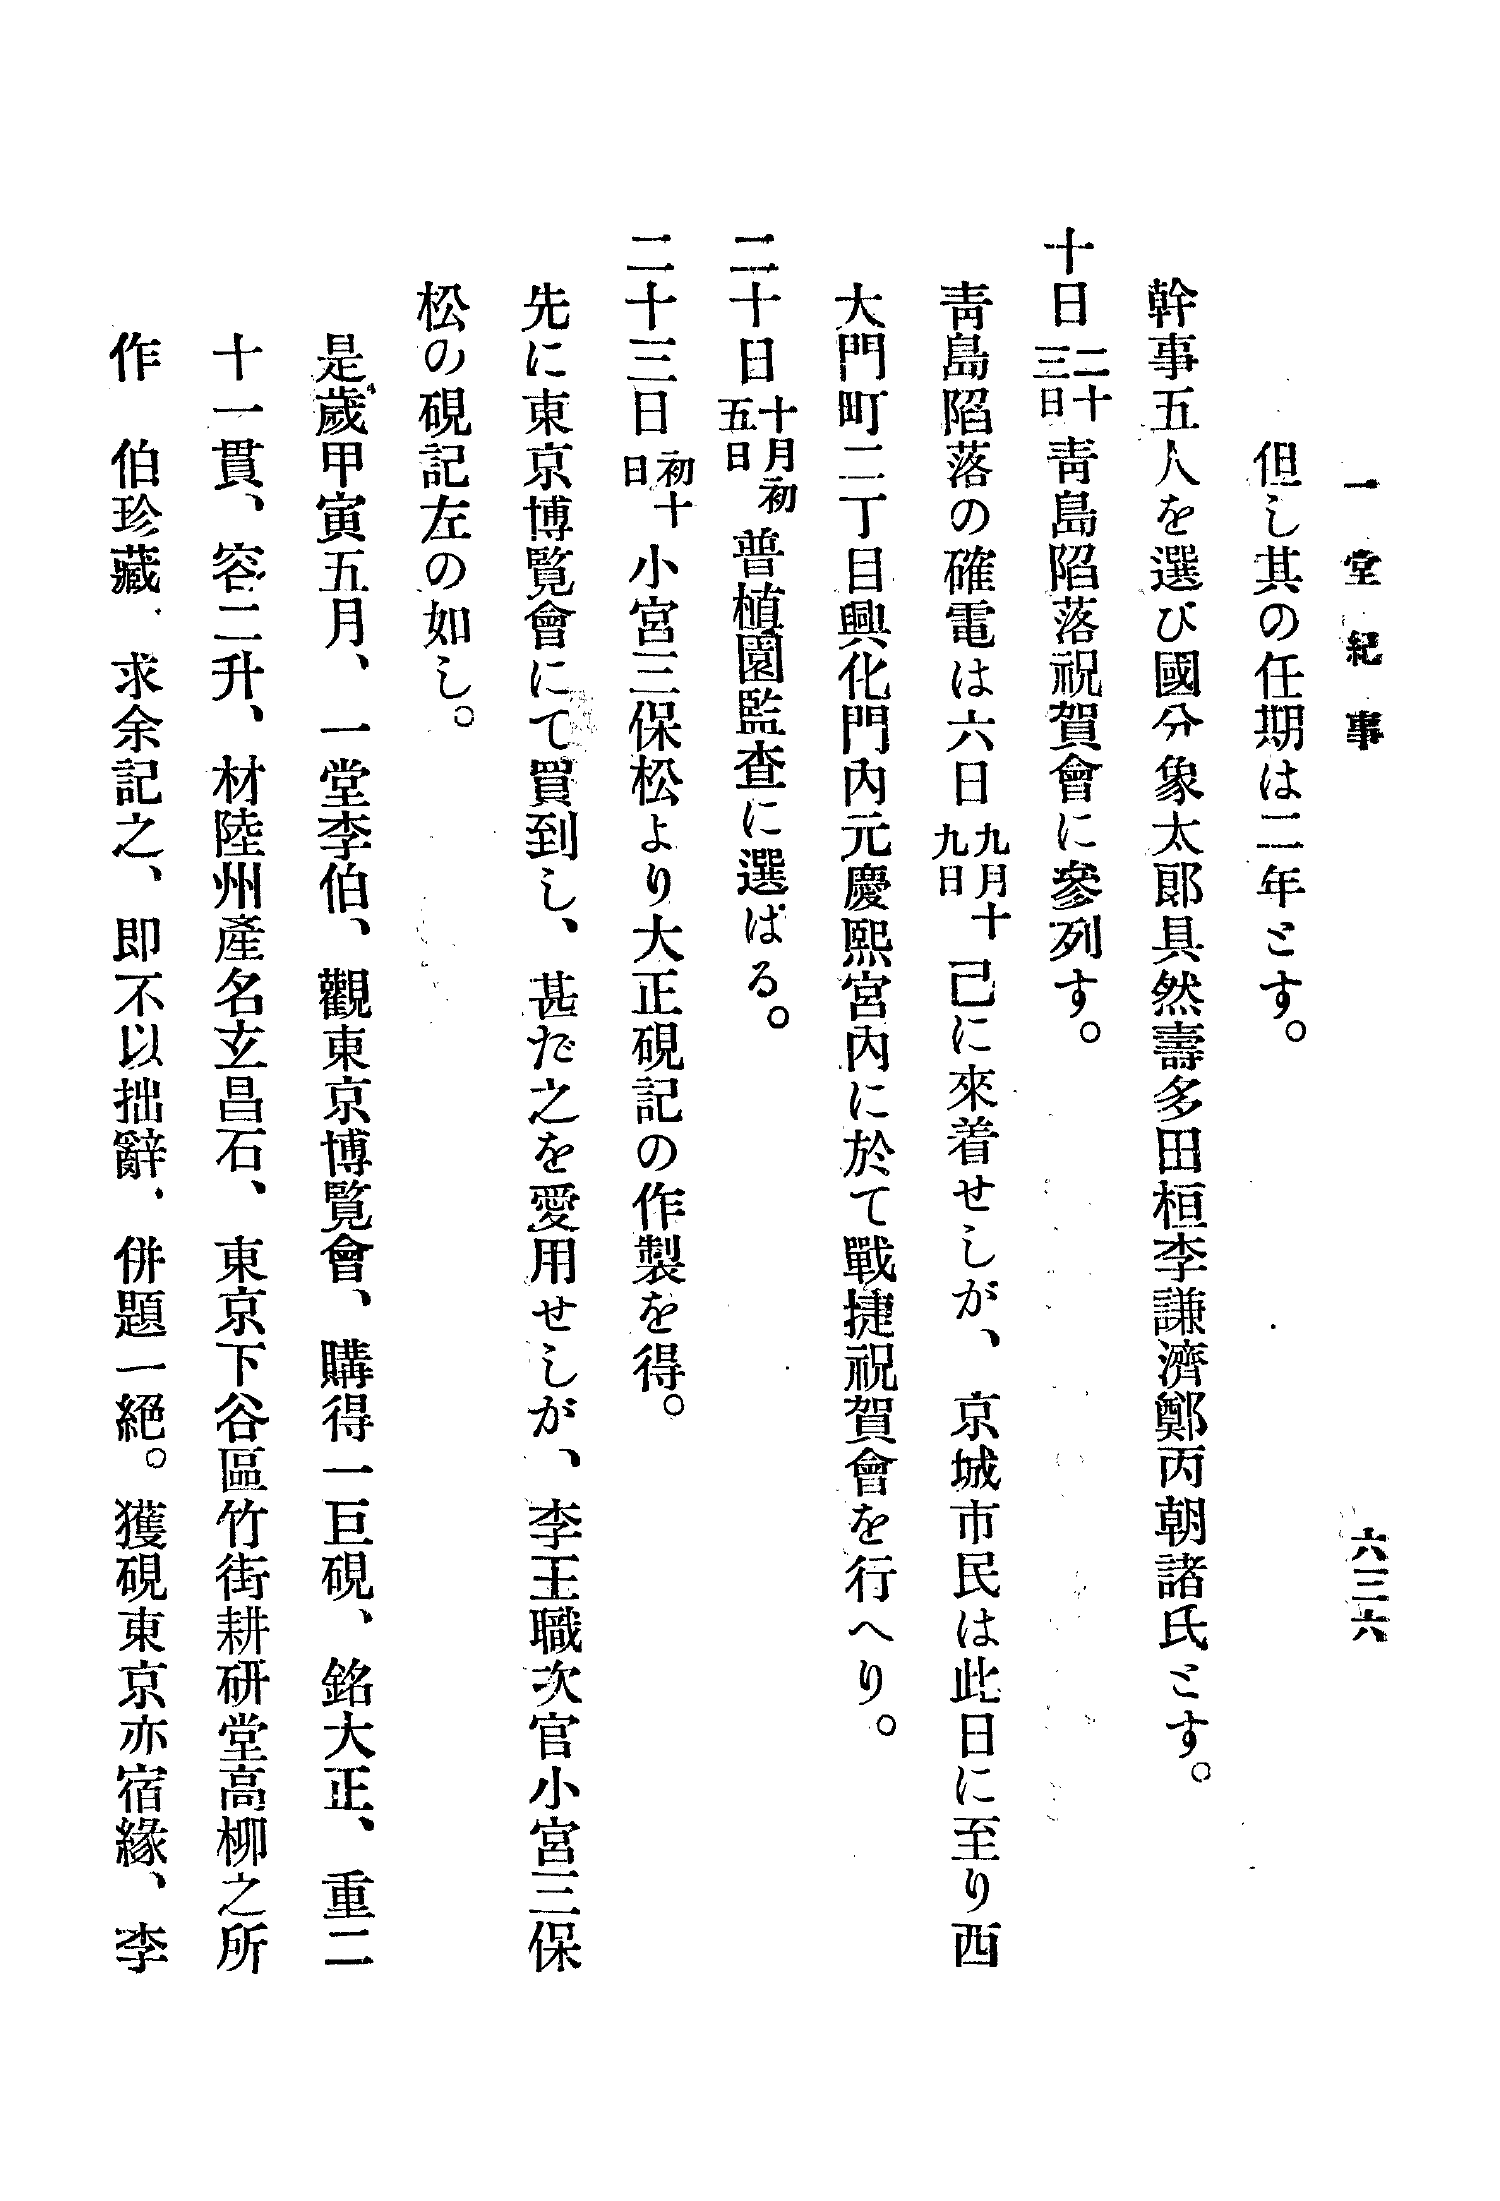 一堂紀事
六三六
但し其の任期は二年とす。
幹事五人を選び國分象太郎具然壽多田桓李謙濟鄭丙朝諸氏とす。
十日二十三日靑島陷落祝賀會に參列す。
靑島陷落の確電は六日九月十九日己に來着せしが、京城市民は此日に至り西
大門町二丁目興化門內元慶熙宮內に於て戰捷祝賀會を行へり。
二十日十月初五日普植園監査に選ばる。
二十三日初十日小宮三保松より大正硯記の作製を得。
先に東京博覽會にて買到し、甚だ之を愛用せしが、李王職次官小宮三保
松の硯記左の如し。
是歲甲寅五月、一堂李伯、觀東京博覽會、購得一巨硯、銘大正、重二
十一貫、容二升、材陸州產名玄昌石、東京下谷區竹街耕硏堂高柳之所
作　伯珍藏、求余記之、即不以拙辭、併題一絕。獲硯東京亦宿緣、李